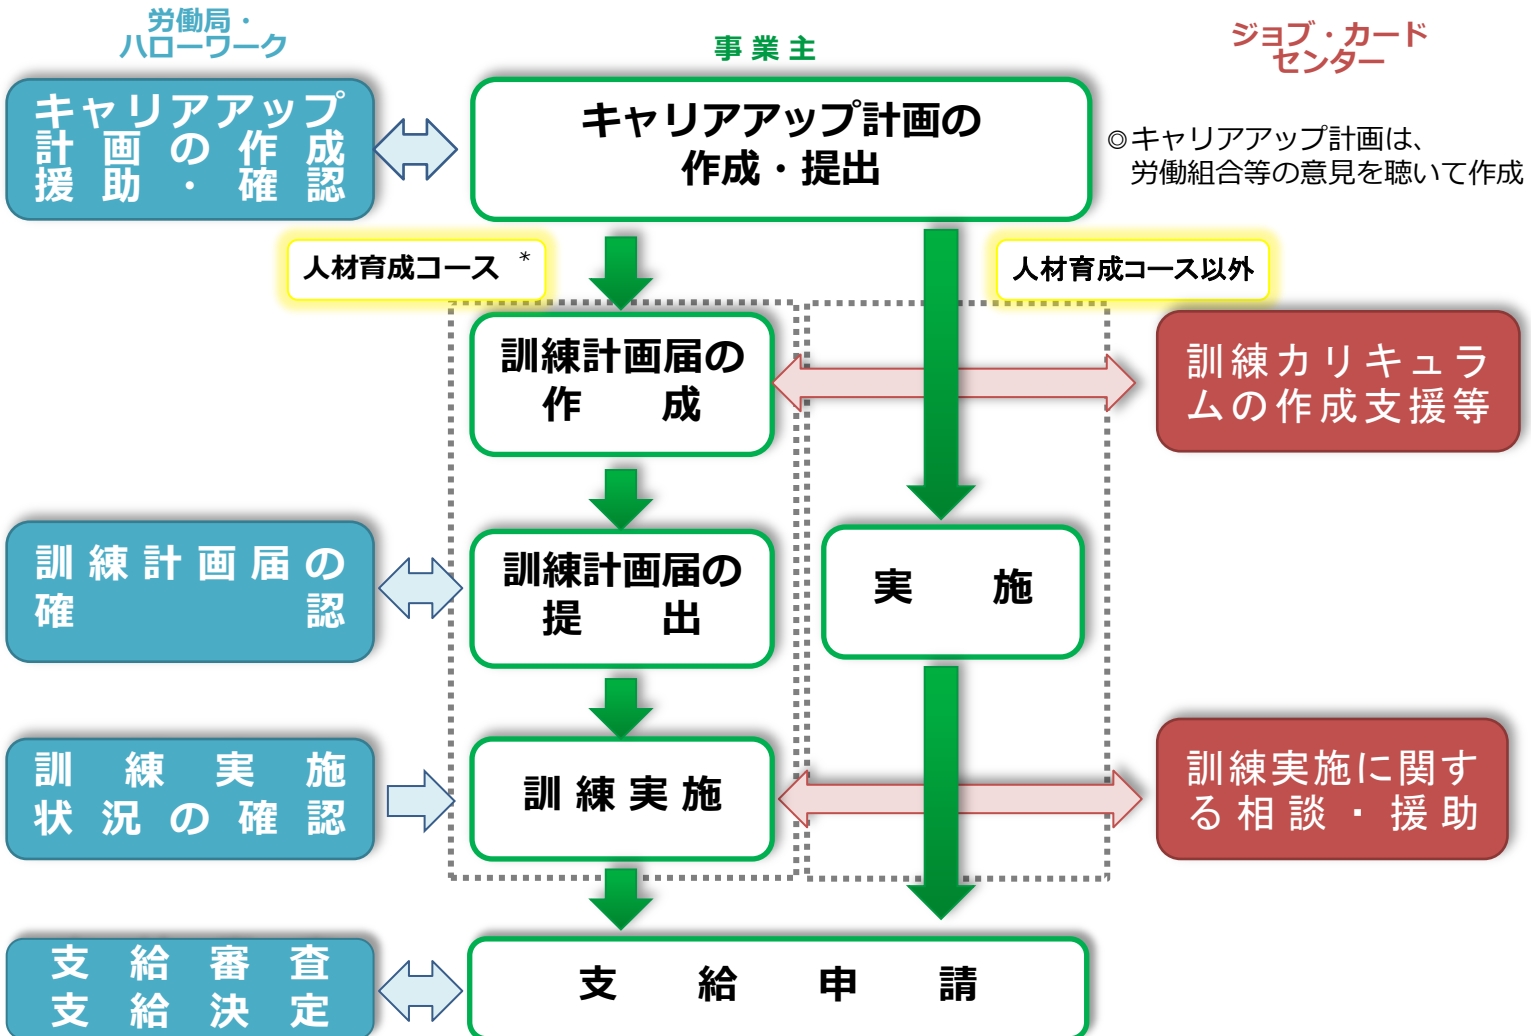 労働局・
ハローワーク
事業主
ジョブ・カード
センター
キャリアアップ
計画の作成
援助・確認
キャリアアップ計画の
作成・提出
◎キャリアアップ計画は、
労働組合等の意見を聴いて作成
人材育成コース *
人材育成コース以外
訓練計画届の
作成
訓練カリキュラ
ムの作成支援等
訓練計画届の
確認
訓練計画届の
提出
実施
訓練実施
状況の確認
訓練実施
訓練実施に関す
る相談・援助
支給審査
支給決定
支給申請